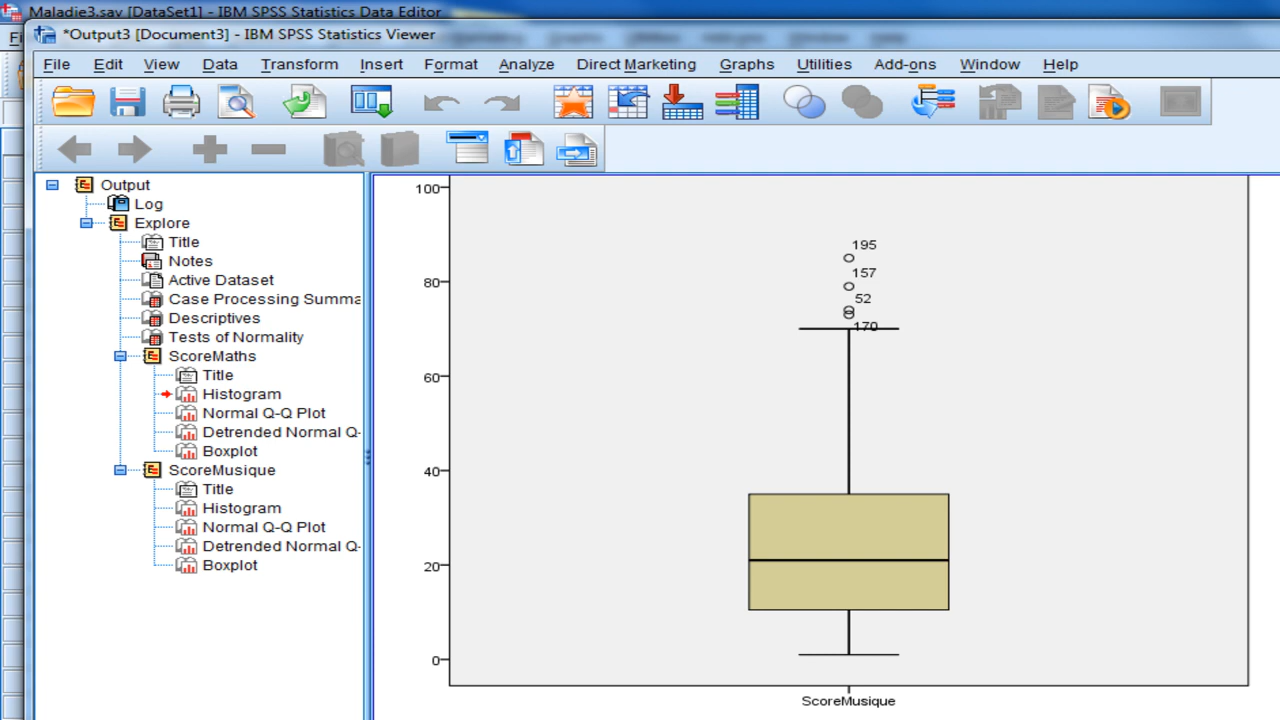 Maladie3.sav [DataSet1] - IBM SPSS Statistics Data Editor
*Output3 [Document3] - IBM SPSS Statistics Viewer
File Edit View Data Transform Insert Format Analyze Direct Marketing Graphs Utilities Add-ons Window Help
Output
Log
Explore
Title
Notes
Active Dataset
Case Processing Summa
Descriptives
Tests of Normality
ScoreMaths
Title
Histogram
Normal Q-Q Plot
Detrended Normal Q-
Boxplot
ScoreMusique
Title
Histogram
Normal Q-Q Plot
Detrended Normal Q-
Boxplot
100
80
60
40
20
0
195
157
52
170
ScoreMusique